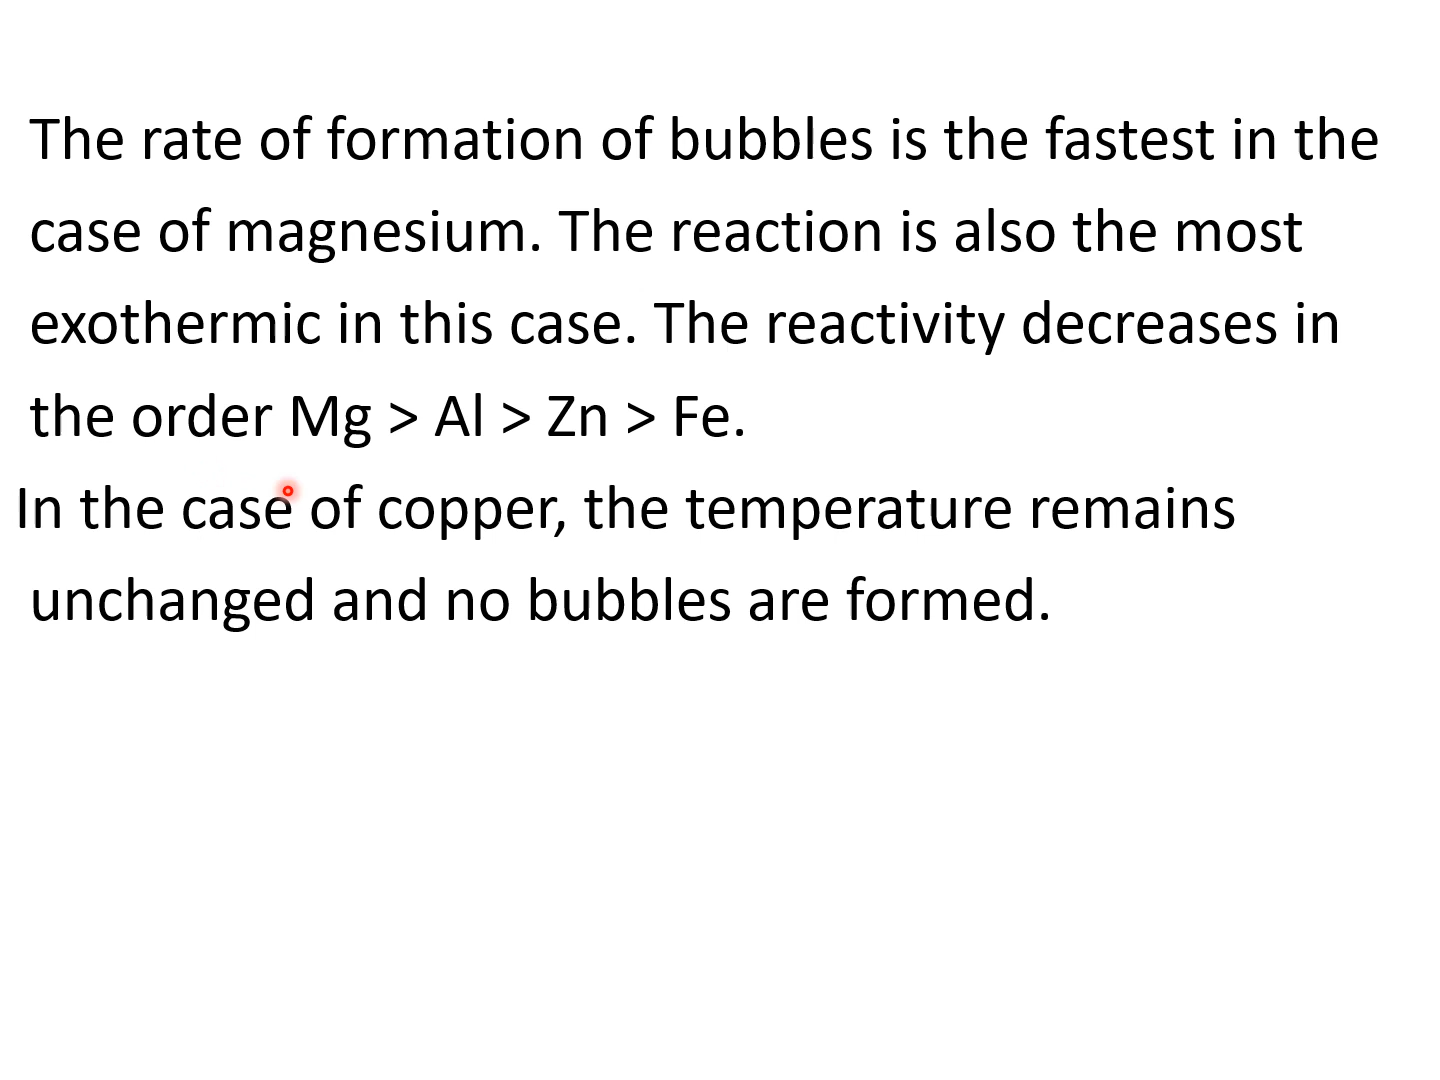 The rate of formation of bubbles is the fastest in the
case of magnesium. The reaction is also the most
exothermic in this case. The reactivity decreases in
the order Mg > Al > Zn > Fe.
In the case of copper, the temperature remains
unchanged and no bubbles are formed.